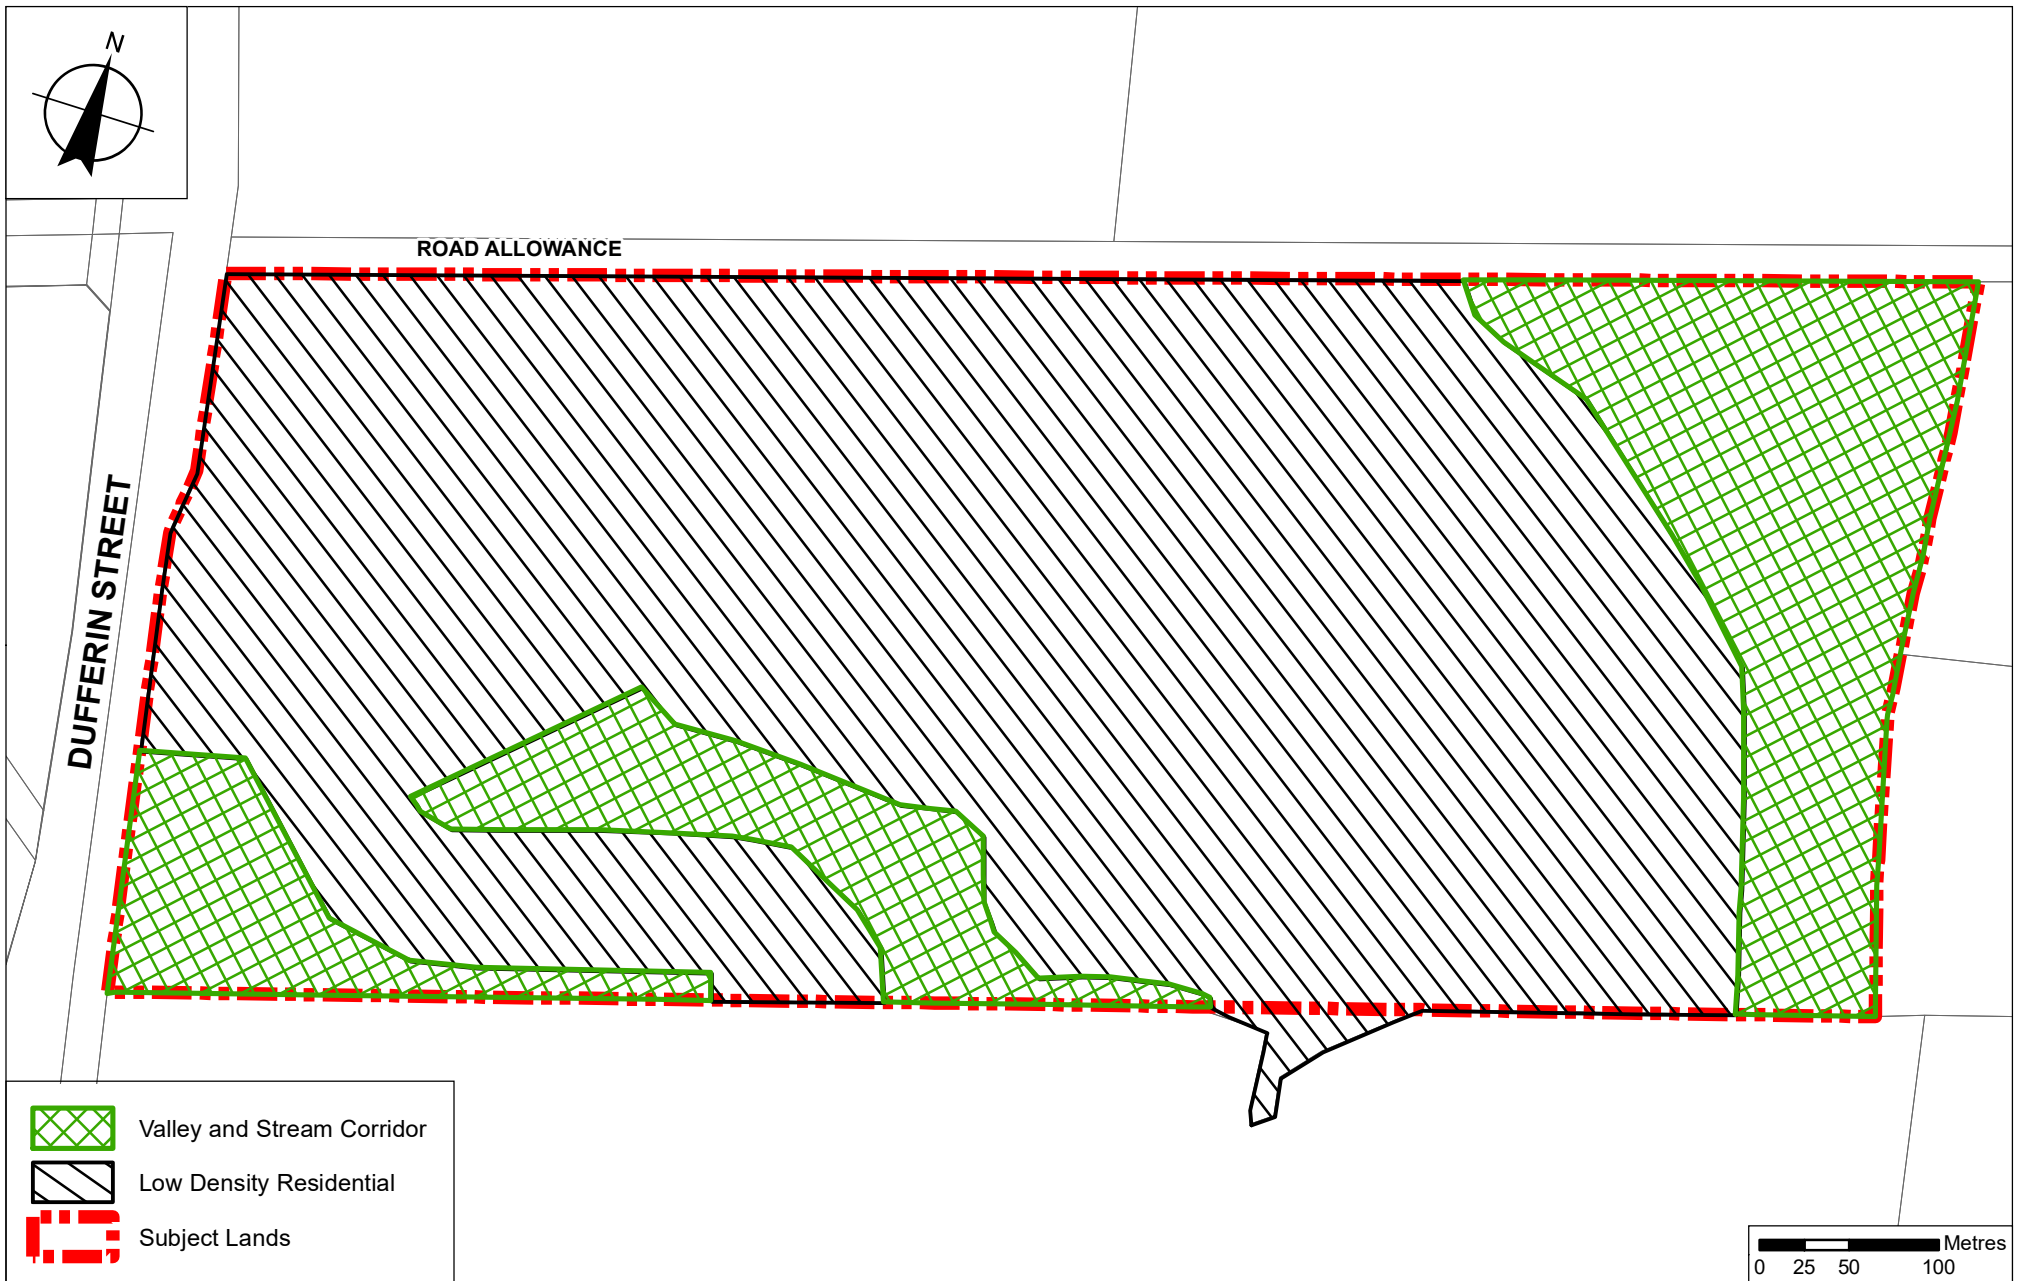 N
ROAD ALLOWANCE
DUFFERIN STREET
Valley and Stream Corridor
Low Density Residential
Subject Lands
Metres
0 25 50 100